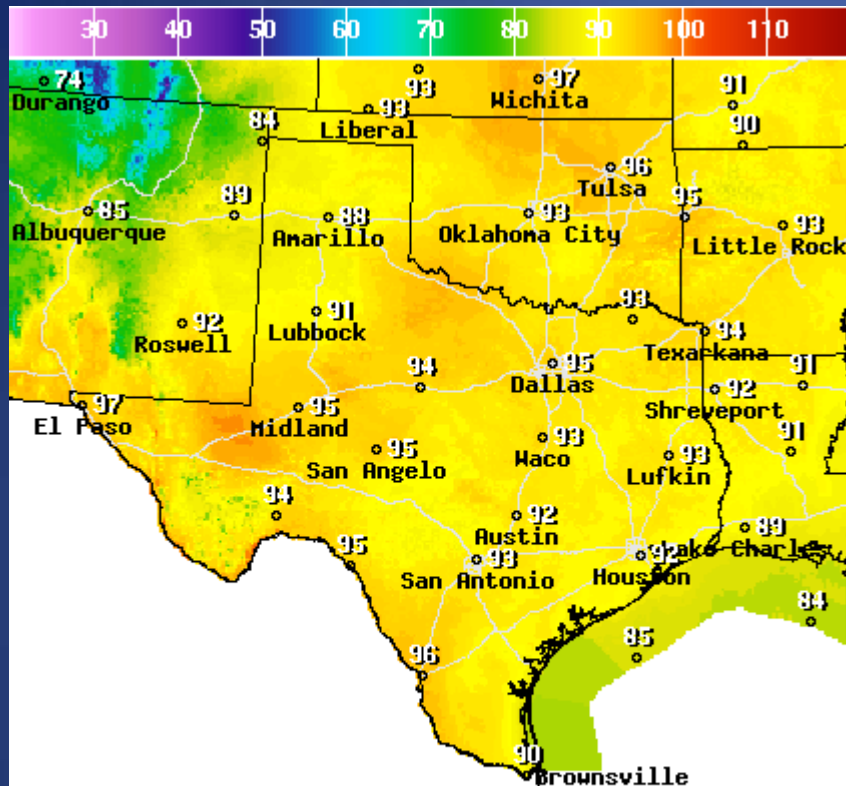 30 40 50 60 70 80 90 100 110
93
74 97 91
Durango Wichita
93
Liberal
84 90
96
Tulsa
89 95
85 88 93 93
Albuquerque Amarillo Oklahoma City Little Rock
91 93
92 94
Roswell Lubbock Texarkana
95
94 Dallas 91
92
97 95 Shreveport
El Paso Midland
95 93 91
San Angelo Waco 93
Lufkin
94 92
Austin 89
95 93 92 Lake Charles
San Antonio Houston
84
85
96
90
Brownsville